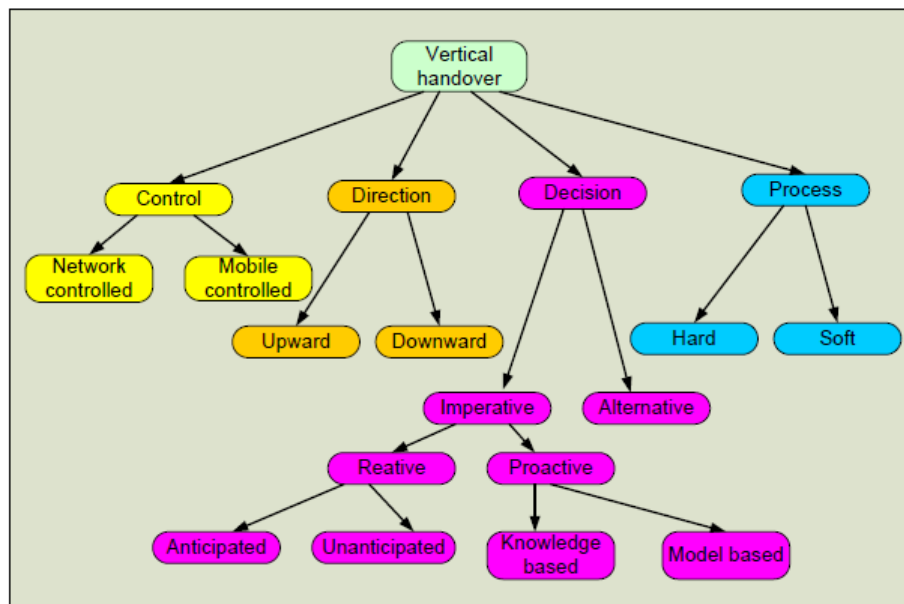 Vertical
handover
Control
Direction
Decision
Process
Network
controlled
Mobile
controlled
Upward
Downward
Hard
Soft
Imperative
Alternative
Reative
Proactive
Anticipated
Unanticipated
Knowledge
based
Model based